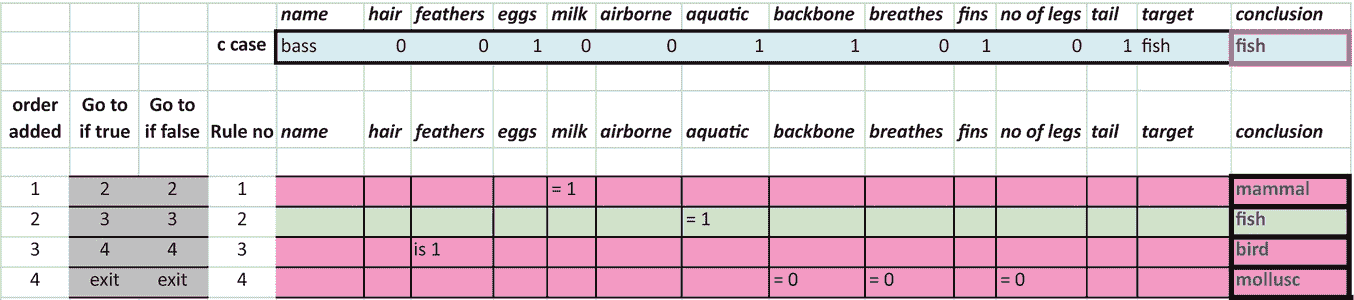 name hair feathers eggs milk airborne aquatic backbone breathes fins no of legs tail target conclusion
c case bass 0 0 1 0 0 1 1 0 1 0 1 fish fish
order added Go to if true Go to if false Rule no name hair feathers eggs milk airborne aquatic backbone breathes fins no of legs tail target conclusion
1 2 2 1 = 1 mammal
2 3 3 2 = 1 fish
3 4 4 3 is 1 bird
4 exit exit 4 = 0 = 0 = 0 mollusc